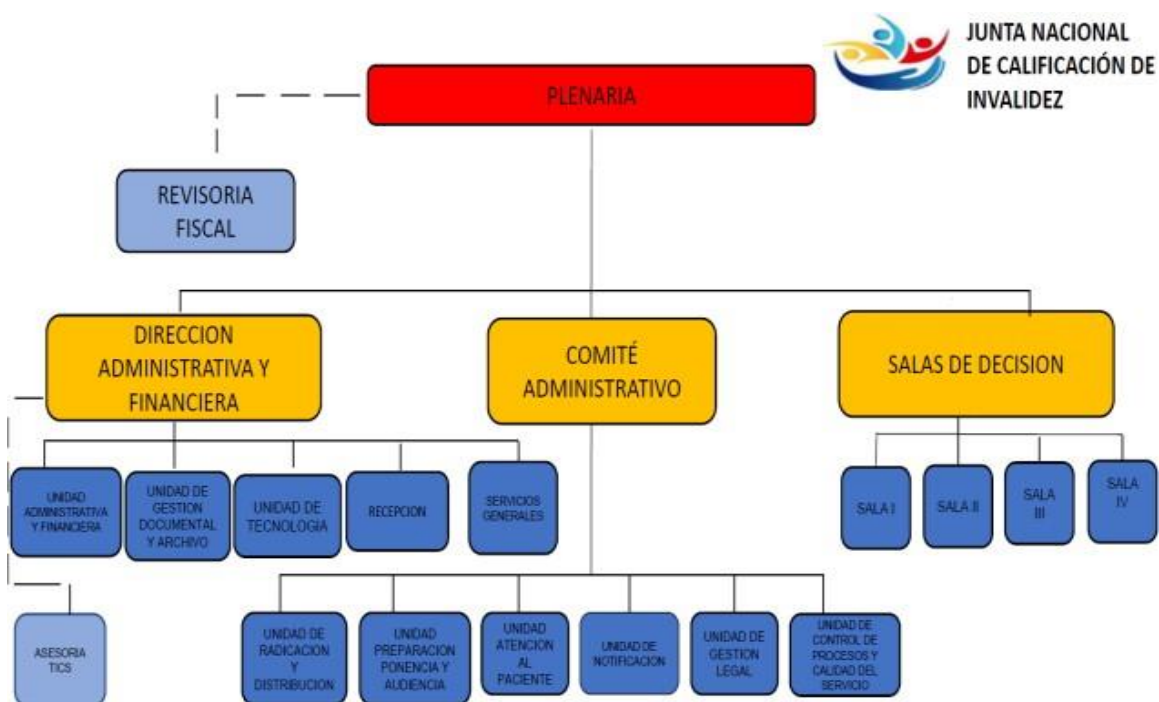 JUNTA NACIONAL
DE CALIFICACIÓN DE
INVALIDEZ
PLENARIA
REVISORIA
FISCAL
DIRECCION
ADMINISTRATIVA Y
FINANCIERA
COMITÉ
ADMINISTRATIVO
SALAS DE DECISION
UNIDAD
ADMINISTRATIVA
Y FINANCIERA
UNIDAD DE
GESTION
DOCUMENTAL
Y ARCHIVO
UNIDAD DE
TECNOLOGIA
RECEPCION
SERVICIOS
GENERALES
SALA I
SALA II
SALA
III
SALA
IV
ASESORIA
TICS
UNIDAD DE
RADICACION
Y
DISTRIBUCION
UNIDAD
PREPARACION
PONENCIA Y
AUDIENCIA
UNIDAD
ATENCION
AL
PACIENTE
UNIDAD DE
NOTIFICACION
UNIDAD DE
GESTION
LEGAL
UNIDAD DE
CONTROL DE
PROCESOS Y
CALIDAD DEL
SERVICIO